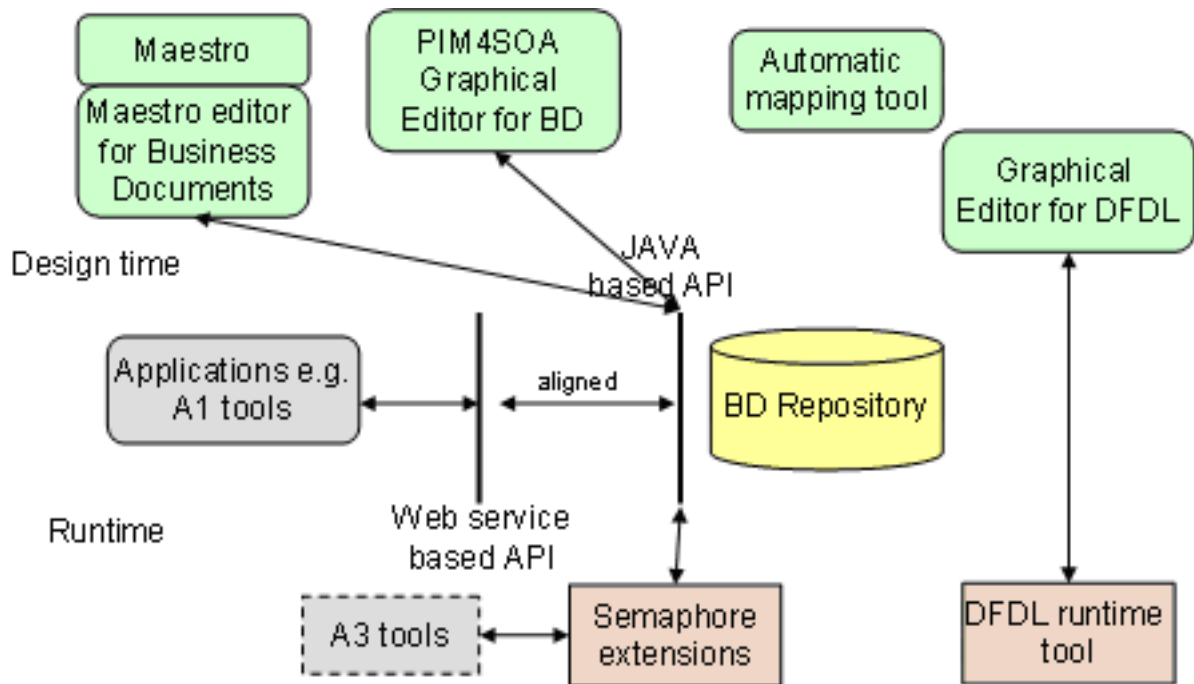 Maestro
Maestro editor
for Business
Documents
PIM4SOA
Graphical
Editor for BD
Automatic
mapping tool
Graphical
Editor for DFDL
Design time
JAVA
based API
Applications e.g.
A1 tools
aligned
BD Repository
Runtime
Web service
based API
A3 tools
Semaphore
extensions
DFDL runtime
tool